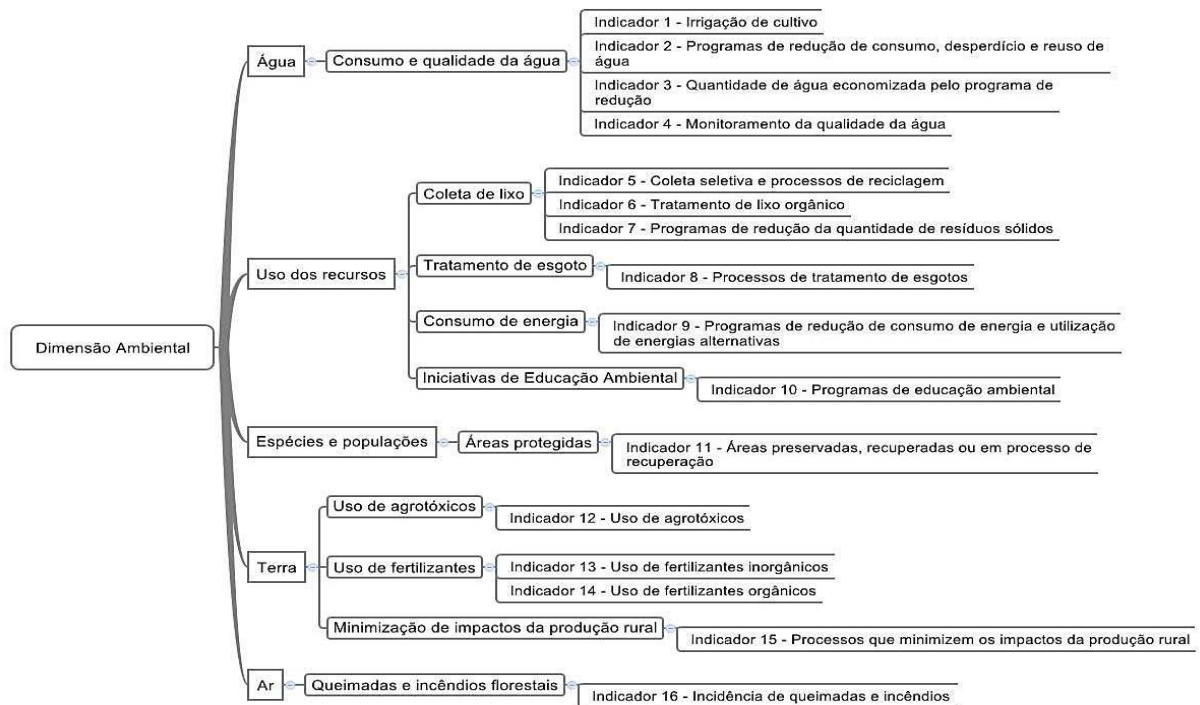 Indicador 1 - Irrigação de cultivo
Indicador 2 - Programas de redução de consumo, desperdício e reuso de
água
Água
Consumo e qualidade da água
Indicador 3 - Quantidade de água economizada pelo programa de
redução
Indicador 4 - Monitoramento da qualidade da água
Coleta de lixo
Indicador 5 - Coleta seletiva e processos de reciclagem
Indicador 6 - Tratamento de lixo orgânico
Indicador 7 - Programas de redução da quantidade de resíduos sólidos
Uso dos recursos
Tratamento de esgoto
Indicador 8 - Processos de tratamento de esgotos
Consumo de energia
Indicador 9 - Programas de redução de consumo de energia e utilização
de energias alternativas
Dimensão Ambiental
Iniciativas de Educação Ambiental
Indicador 10 - Programas de educação ambiental
Espécies e populações
Áreas protegidas
Indicador 11 - Áreas preservadas, recuperadas ou em processo de
recuperação
Uso de agrotóxicos
Indicador 12 - Uso de agrotóxicos
Terra
Uso de fertilizantes
Indicador 13 - Uso de fertilizantes inorgânicos
Indicador 14 - Uso de fertilizantes orgânicos
Minimização de impactos da produção rural
Indicador 15 - Processos que minimizem os impactos da produção rural
Ar
Queimadas e incêndios florestais
Indicador 16 - Incidência de queimadas e incêndios